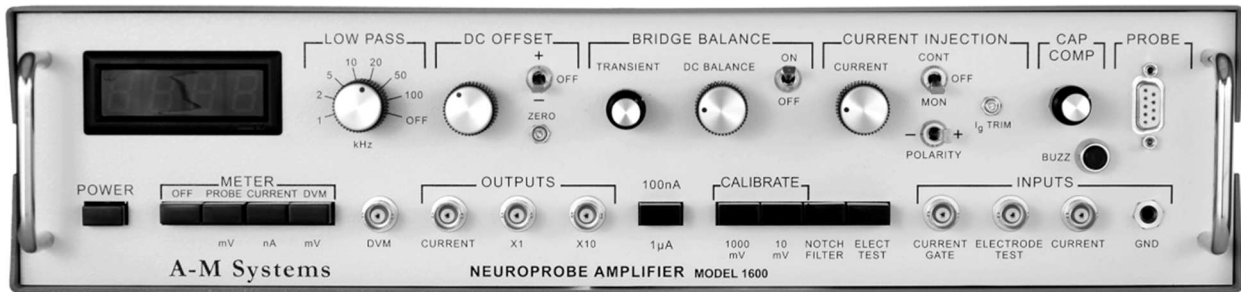 LOW PASS DC OFFSET BRIDGE BALANCE CURRENT INJECTION CAP COMP PROBE
1 2 5 10 20 50 100 OFF
kHz
+ OFF −
ZERO
TRANSIENT DC BALANCE ON OFF
CURRENT CONT OFF MON
− +
POLARITY
Ig TRIM
BUZZ
POWER
METER
OFF PROBE CURRENT DVM
mV nA mV
DVM
OUTPUTS
CURRENT X1 X10
100nA
1µA
CALIBRATE
1000 mV 10 mV NOTCH FILTER ELECT TEST
INPUTS
CURRENT GATE ELECTRODE TEST CURRENT GND
A-M Systems NEUROPROBE AMPLIFIER MODEL 1600